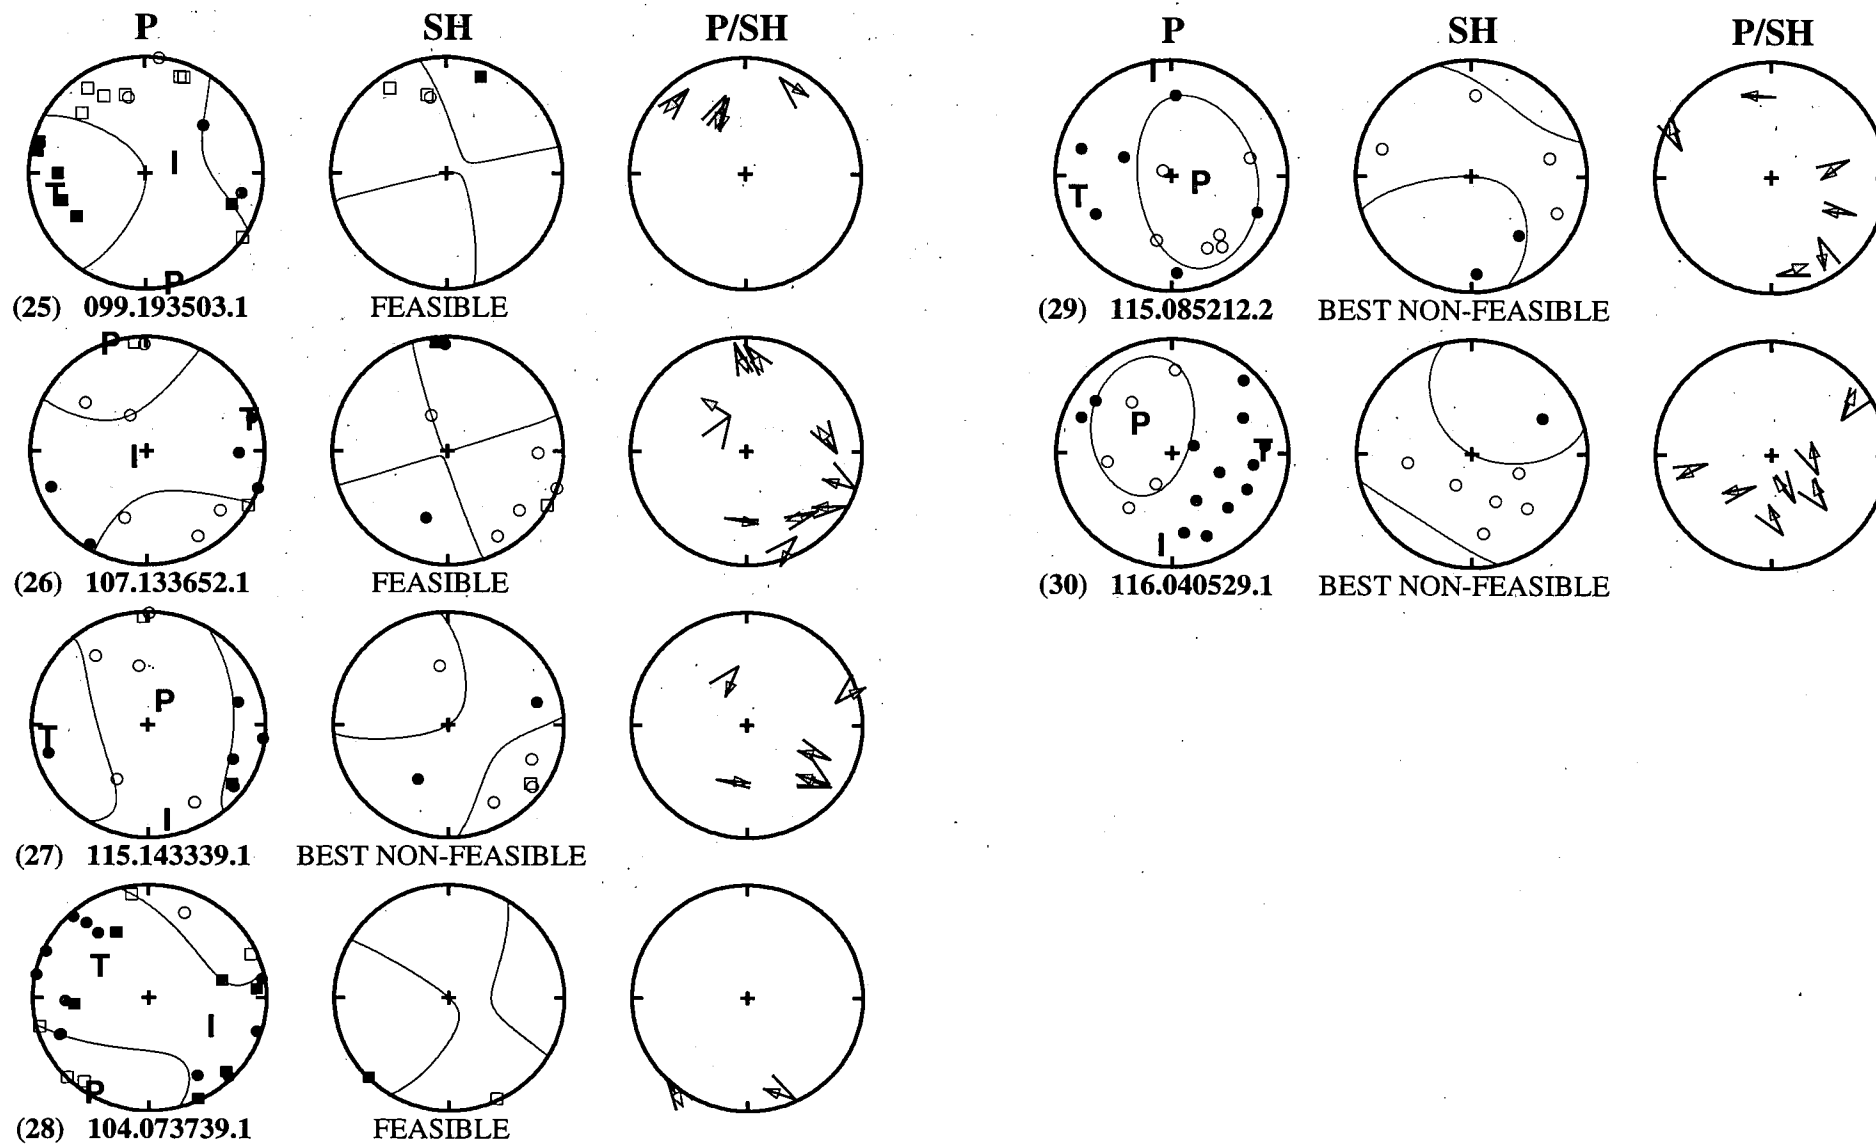 P SH P/SH
T I P
(25) 099.193503.1 FEASIBLE
P T I
(26) 107.133652.1 FEASIBLE
P T I
(27) 115.143339.1 BEST NON-FEASIBLE
T I P
(28) 104.073739.1 FEASIBLE
P SH P/SH
I P T
(29) 115.085212.2 BEST NON-FEASIBLE
P T I
(30) 116.040529.1 BEST NON-FEASIBLE